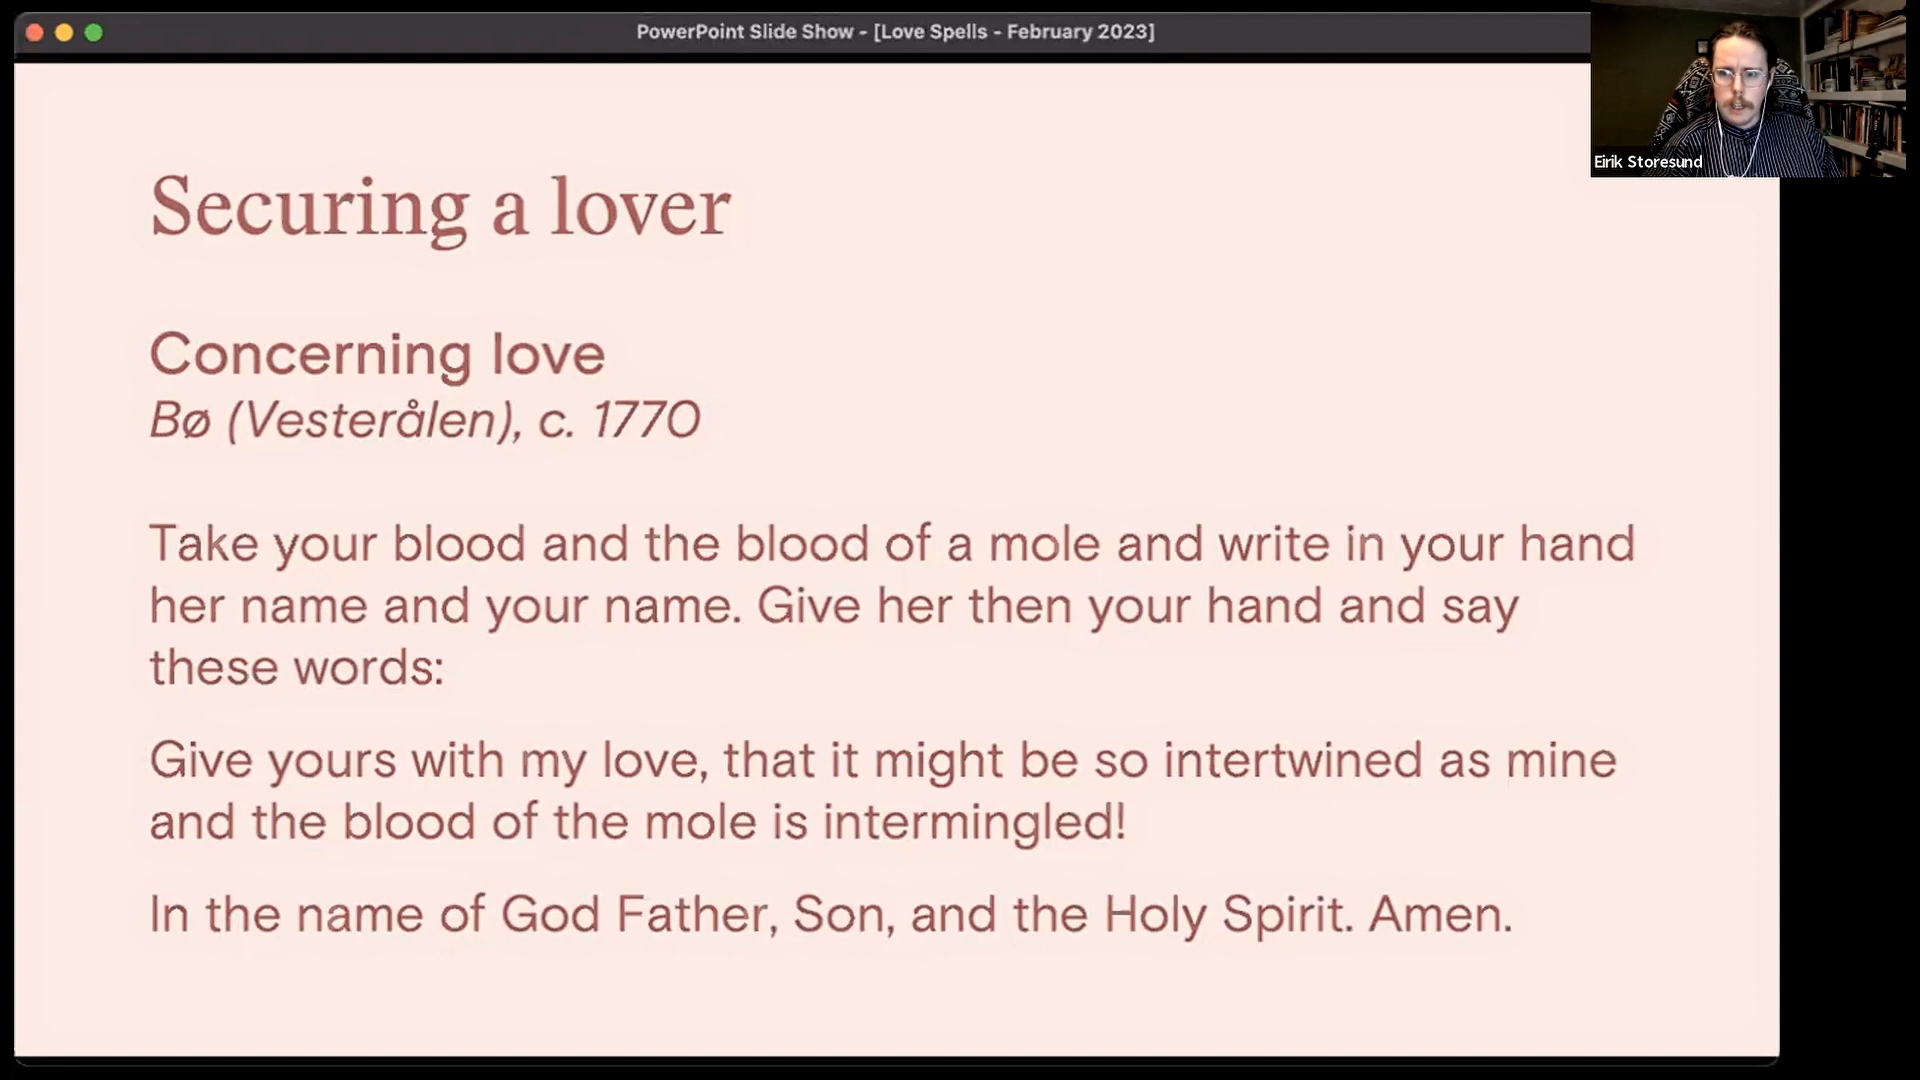 PowerPoint Slide Show - [Love Spells - February 2023]
Eirik Storesund
Securing a lover
Concerning love
Bø (Vesterålen), c. 1770
Take your blood and the blood of a mole and write in your hand
her name and your name. Give her then your hand and say
these words:
Give yours with my love, that it might be so intertwined as mine
and the blood of the mole is intermingled!
In the name of God Father, Son, and the Holy Spirit. Amen.